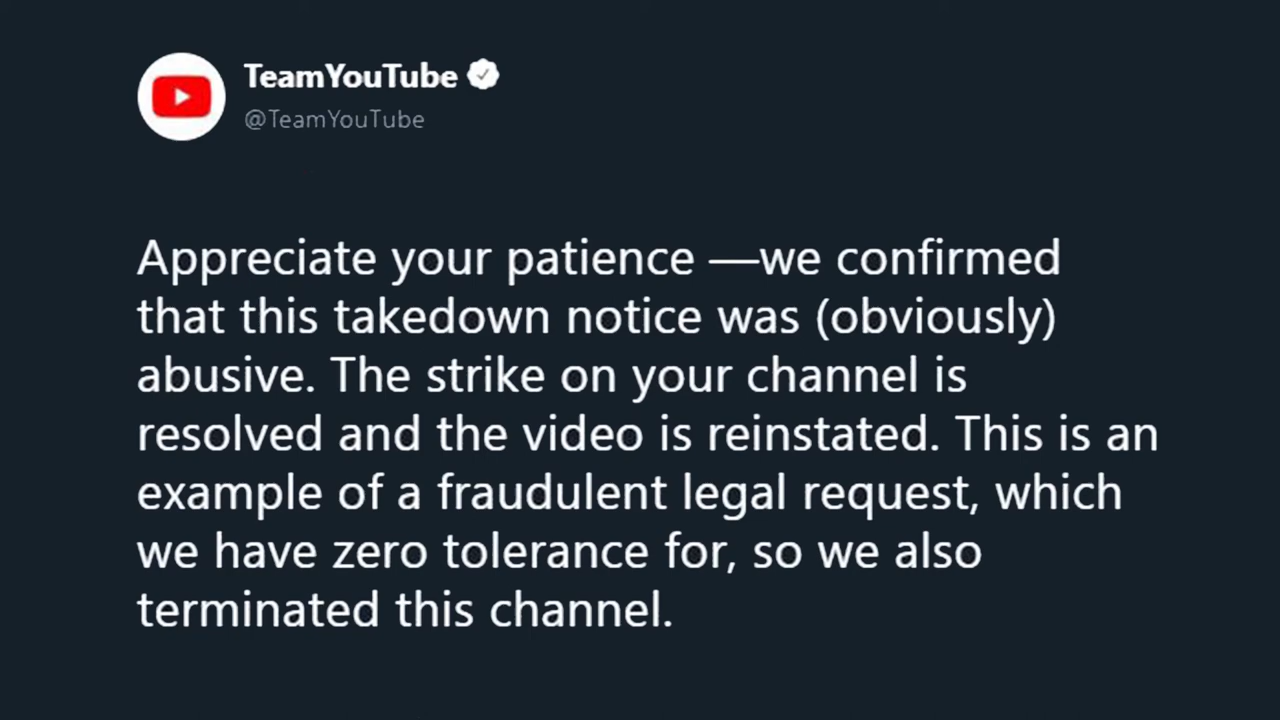 TeamYouTube
@TeamYouTube
Appreciate your patience —we confirmed
that this takedown notice was (obviously)
abusive. The strike on your channel is
resolved and the video is reinstated. This is an
example of a fraudulent legal request, which
we have zero tolerance for, so we also
terminated this channel.